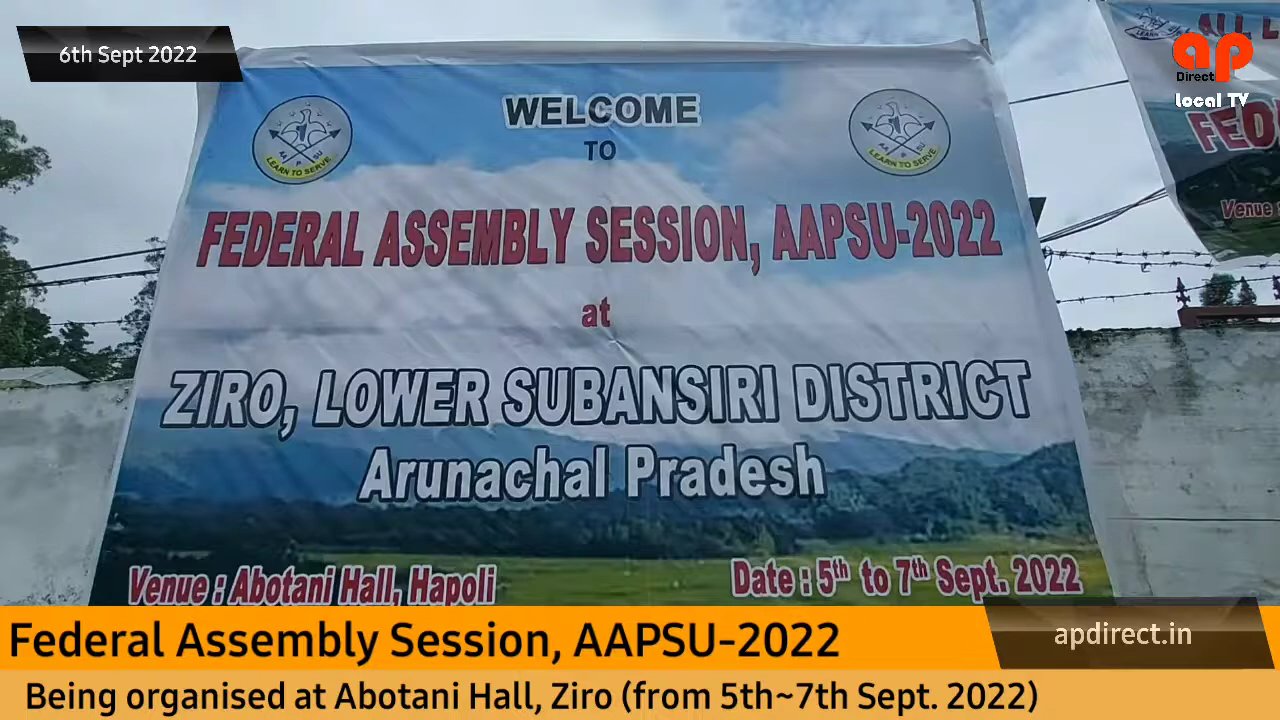 6th Sept 2022
ap
Direct
Local TV
WELCOME
TO
FEDERAL ASSEMBLY SESSION, AAPSU-2022
at
ZIRO, LOWER SUBANSIRI DISTRICT
Arunachal Pradesh
Venue : Abotani Hall, Hapoli
Date : 5th to 7th Sept. 2022
LEARN TO SERVE
LEARN TO SERVE
ALL
Venue
Federal Assembly Session, AAPSU-2022
apdirect.in
Being organised at Abotani Hall, Ziro (from 5th~7th Sept. 2022)